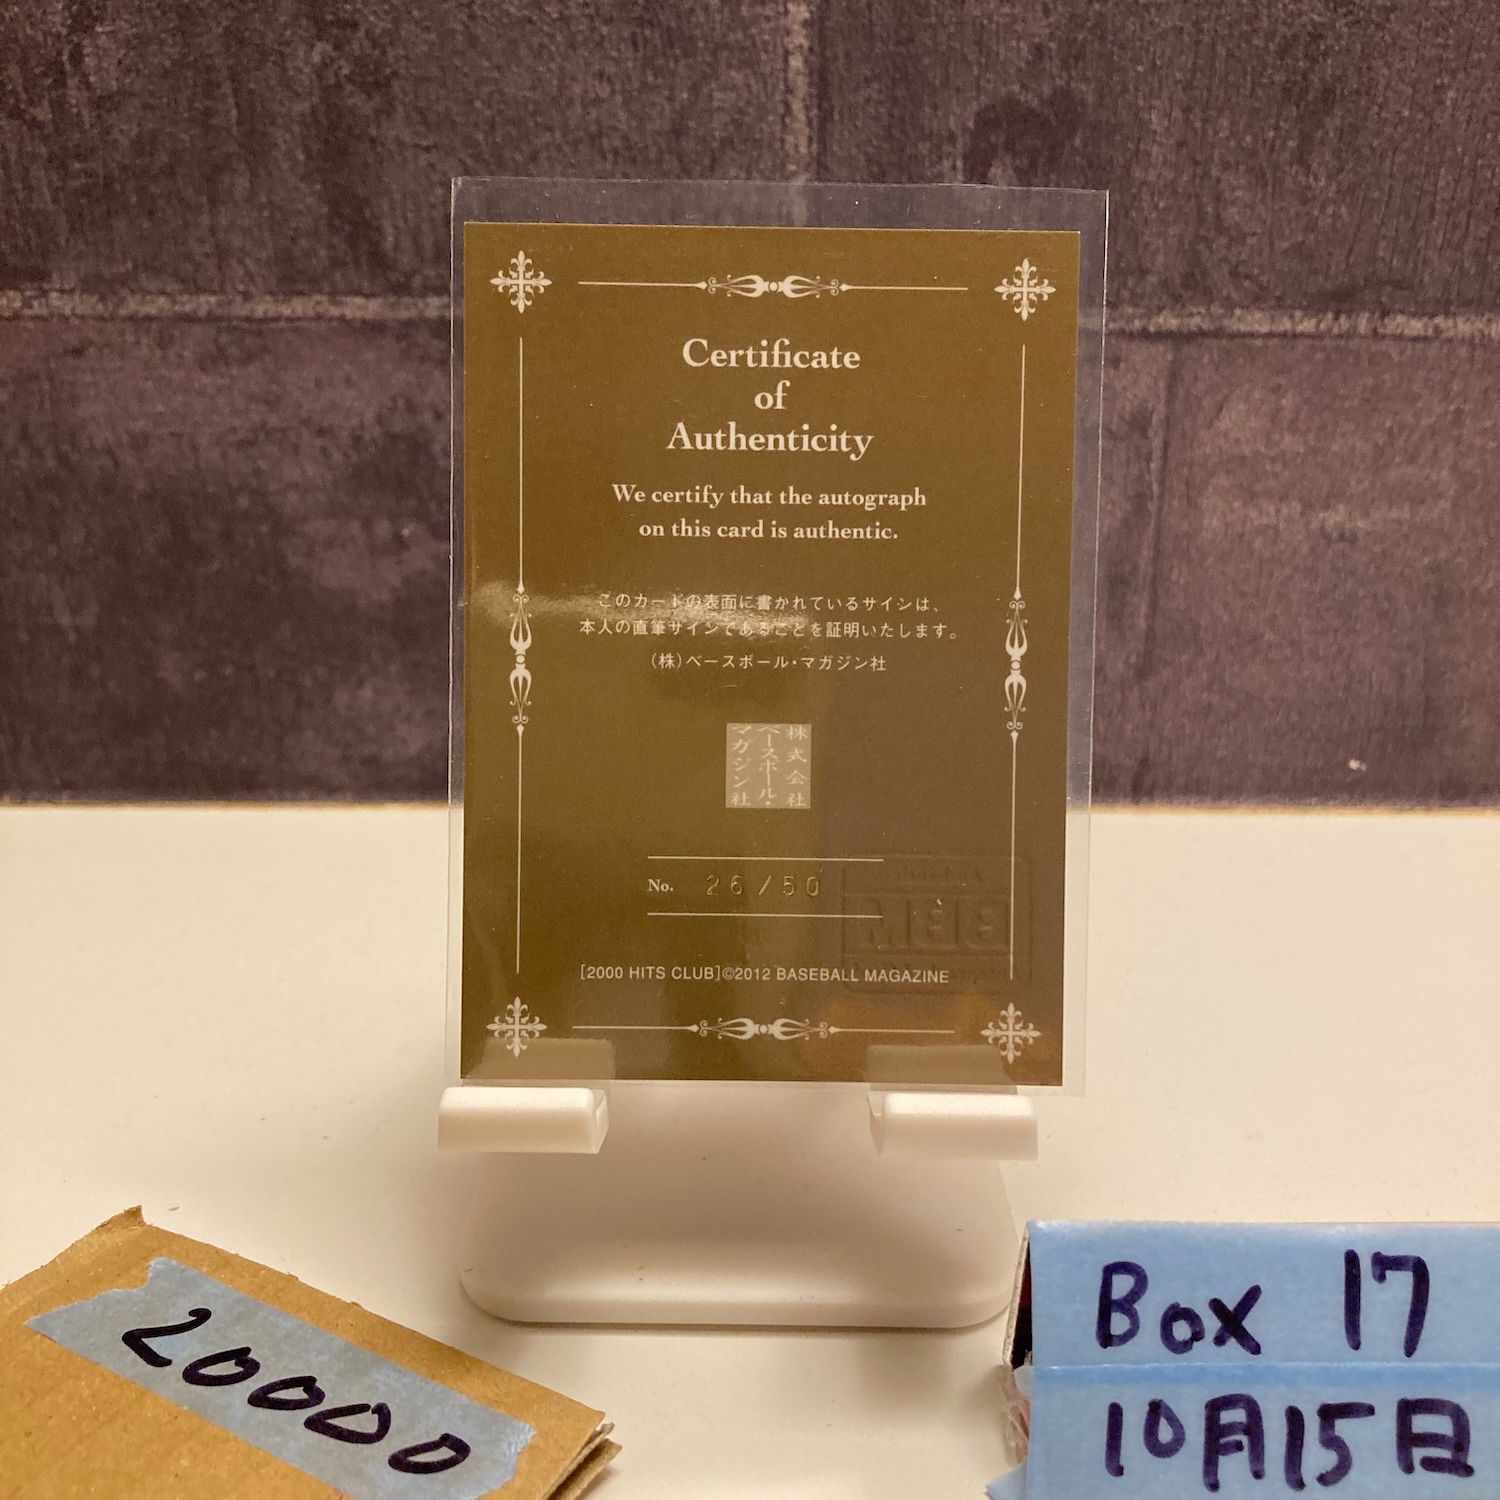 Certificate
of
Authenticity
We certify that the autograph
on this card is authentic.
このカードの表面に書かれているサインは、
本人の直筆サインであることを証明いたします。
(株)ベースボール・マガジン社
株式会社
ベースボール・
マガジン社
No. 26/50
BBM
[2000 HITS CLUB]©2012 BASEBALL MAGAZINE
20000
Box 17
10月15日